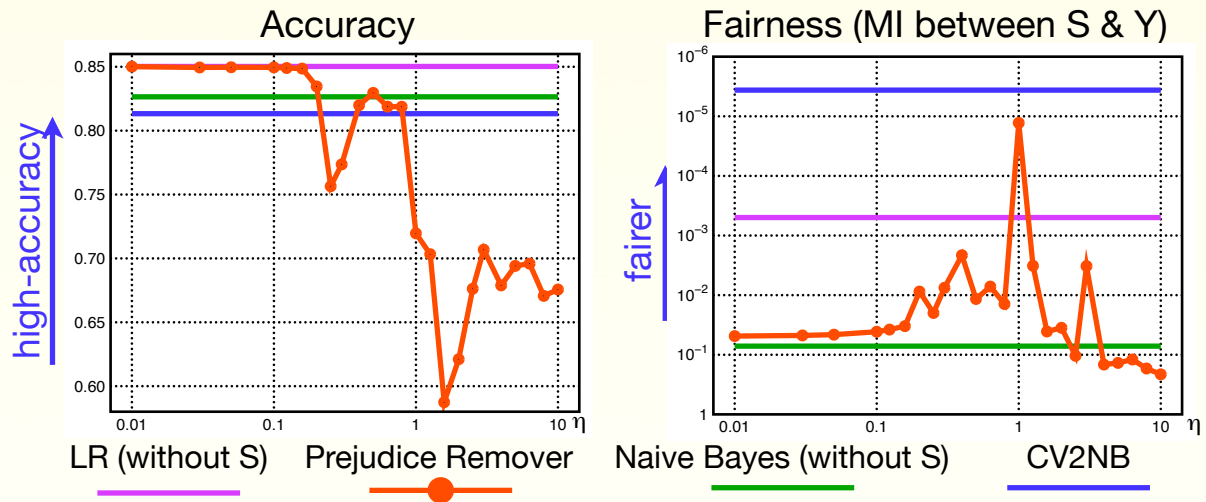 Accuracy
high-accuracy
0.85
0.80
0.75
0.70
0.65
0.60
0.01 0.1 1 10 η
Fairness (MI between S & Y)
fairer
10⁻⁶
10⁻⁵
10⁻⁴
10⁻³
10⁻²
10⁻¹
1
0.01 0.1 1 10 η
LR (without S) Prejudice Remover Naive Bayes (without S) CV2NB